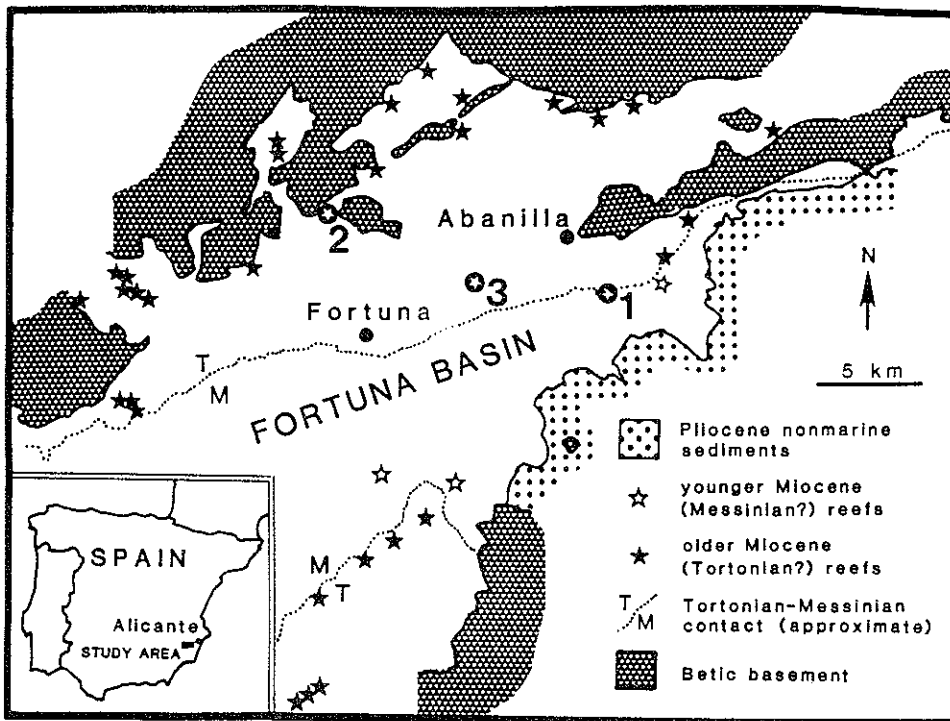 2
Abanilla
N
3
1
Fortuna
5 km
T
M
FORTUNA BASIN
Pliocene nonmarine
sediments
younger Miocene
(Messinian?) reefs
older Miocene
(Tortonian?) reefs
M
T
T
M
Tortonian-Messinian
contact (approximate)
Betic basement
SPAIN
Alicante
STUDY AREA